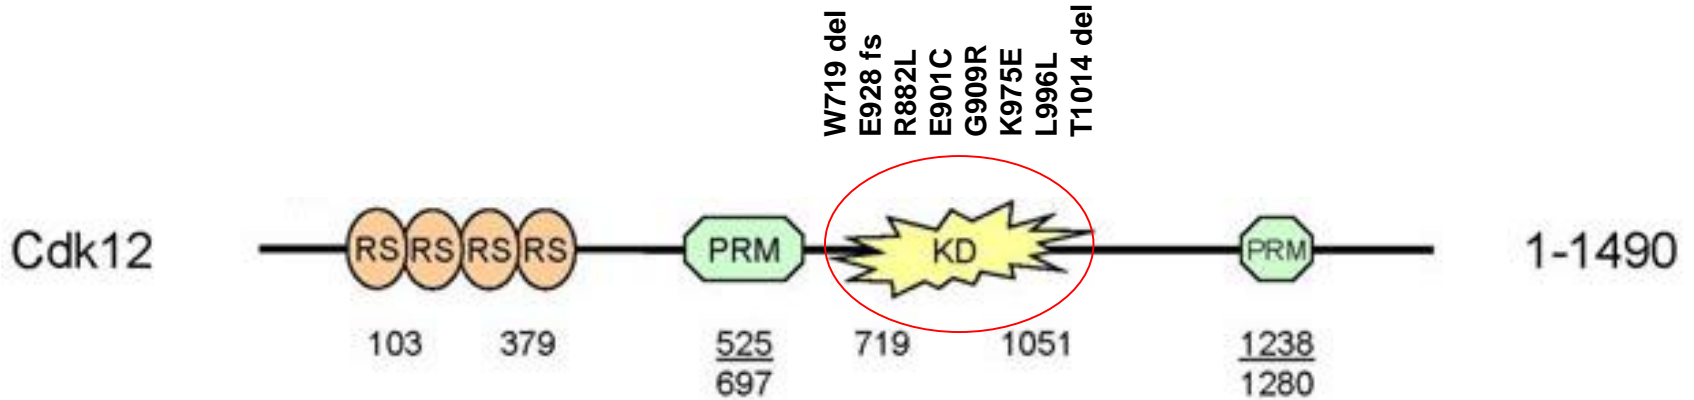 W719 del
E928 fs
R882L
E901C
G909R
K975E
L996L
T1014 del
Cdk12
RS RS RS RS PRM KD PRM
1-1490
103 379 525 719 1051 1238
697 1280